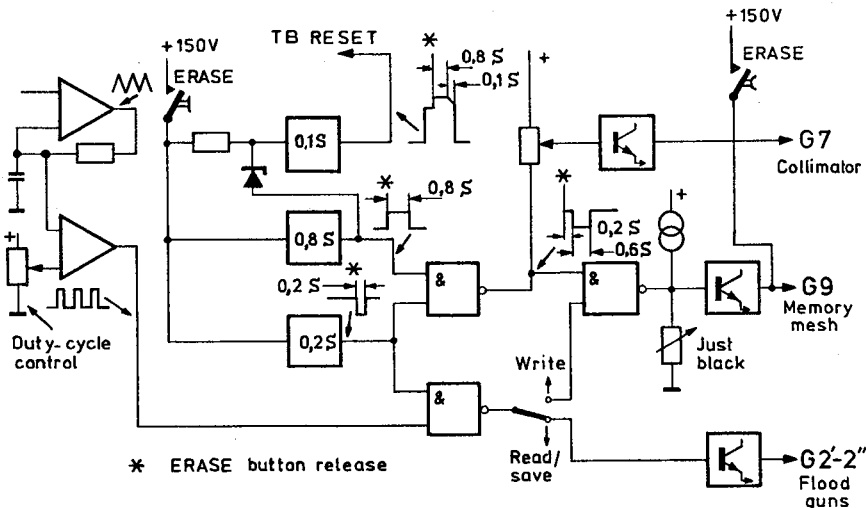 +150V
ERASE
TB RESET
*
0,8 S
0,1 S
+150V
ERASE
+
0,1S
G7
Collimator
*
0,8 S
*
0,2 S
0,6S
+
0,8 S
+
*
0,2 S
&
&
G9
Memory
mesh
0,2S
Just
black
Duty-cycle
control
Write
&
Read/
save
* ERASE button release
G2'-2"
Flood
guns